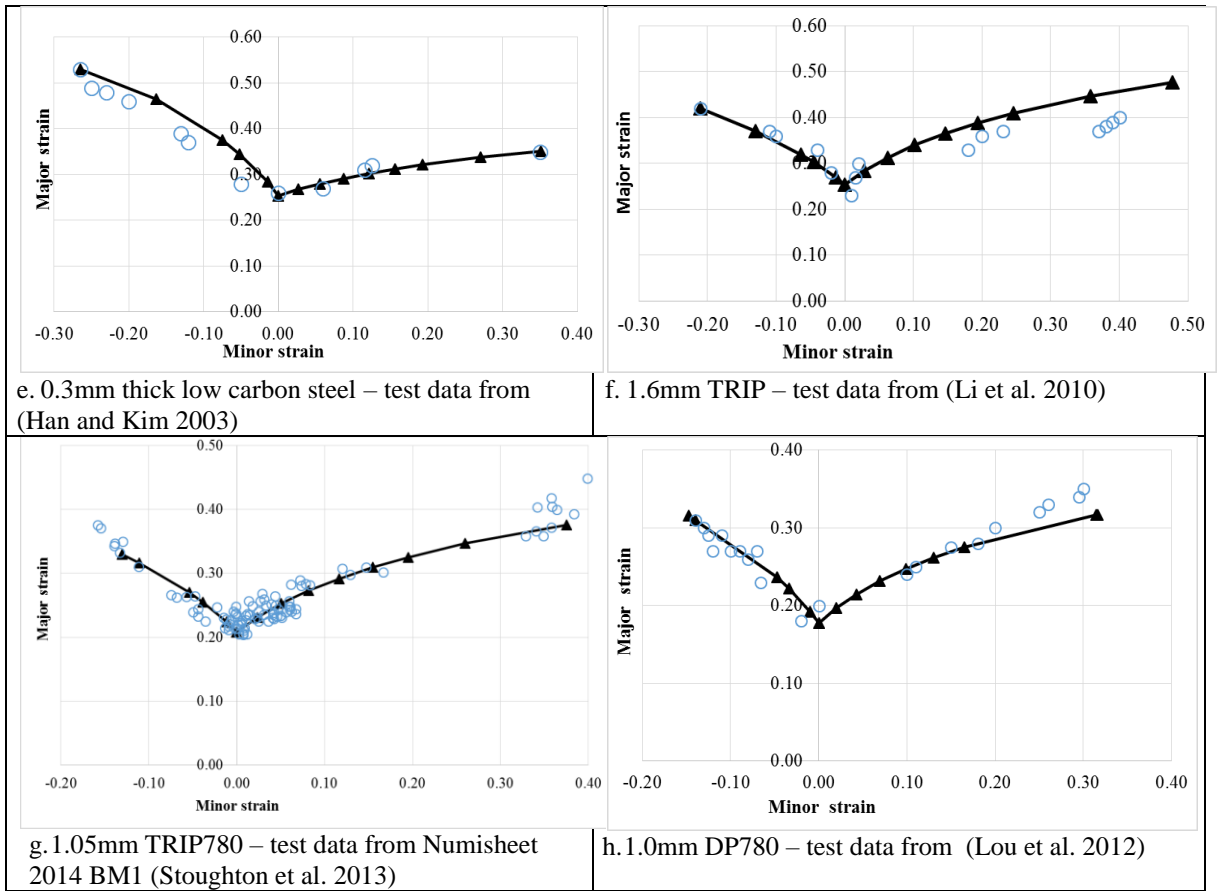 0.60
0.50
0.40
0.30
0.20
0.10
0.00
-0.30 -0.20 -0.10 0.00 0.10 0.20 0.30 0.40
Major strain
Minor strain
e. 0.3mm thick low carbon steel – test data from
(Han and Kim 2003)
0.60
0.50
0.40
0.30
0.20
0.10
0.00
-0.30 -0.20 -0.10 0.00 0.10 0.20 0.30 0.40 0.50
Major strain
Minor strain
f. 1.6mm TRIP – test data from (Li et al. 2010)
0.50
0.40
0.30
0.20
0.10
0.00
-0.20 -0.10 0.00 0.10 0.20 0.30 0.40
Major strain
Minor strain
g.1.05mm TRIP780 – test data from Numisheet
2014 BM1 (Stoughton et al. 2013)
0.40
0.30
0.20
0.10
0.00
-0.20 -0.10 0.00 0.10 0.20 0.30 0.40
Major strain
Minor strain
h.1.0mm DP780 – test data from (Lou et al. 2012)